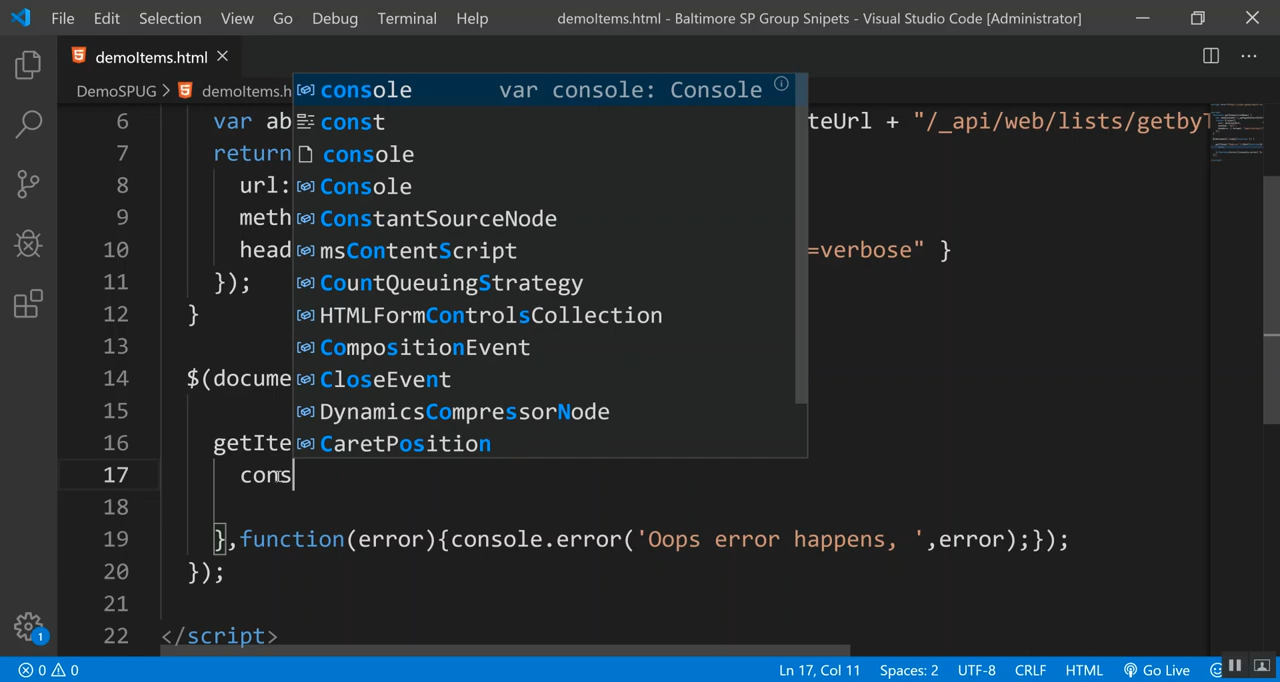 File Edit Selection View Go Debug Terminal Help demoItems.html - Baltimore SP Group Snipets - Visual Studio Code [Administrator]
demoItems.html
DemoSPUG > demoItems.h
console var console: Console
const
console
Console
ConstantSourceNode
msContentScript
CountQueuingStrategy
HTMLFormControlsCollection
CompositionEvent
CloseEvent
DynamicsCompressorNode
CaretPosition
6 var ab teUrl + "/_api/web/lists/getbyT
7 return
8 url:
9 meth
10 head =verbose" }
11 });
12 }
13
14 $(docume
15
16 getIte
17 cons
18
19 },function(error){console.error('Oops error happens, ',error);});
20 });
21
22 </script>
1
0 0 Ln 17, Col 11 Spaces: 2 UTF-8 CRLF HTML Go Live